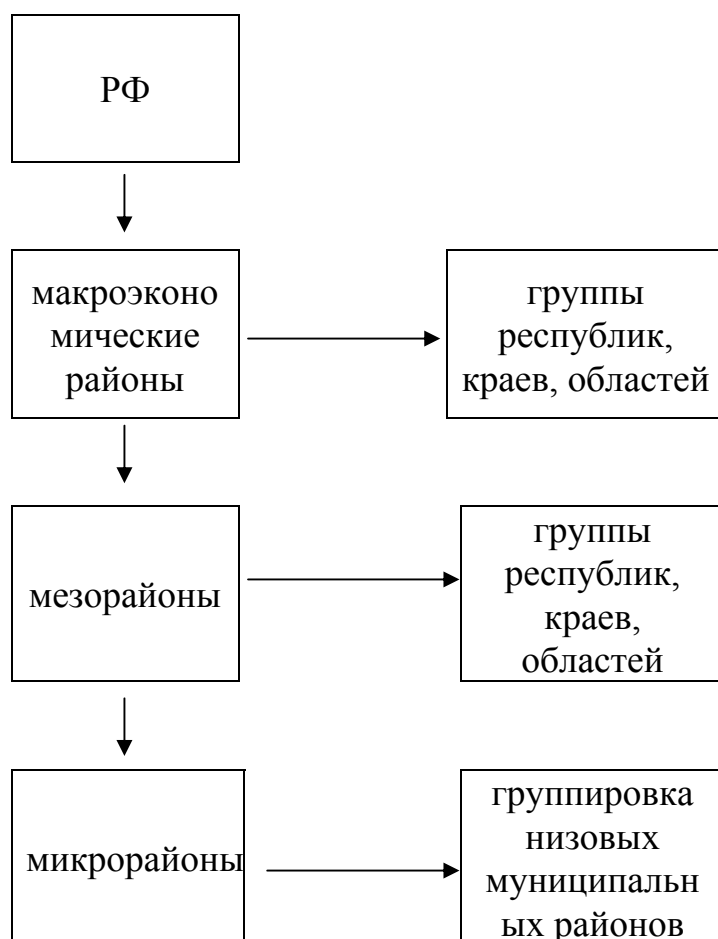 РФ
макроэконо
мические
районы
группы
республик,
краев, областей
мезорайоны
группы
республик,
краев,
областей
микрорайоны
группировка
низовых
муниципальн
ых районов